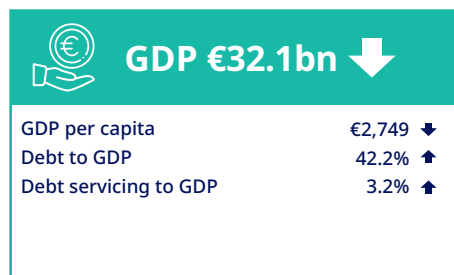 GDP €32.1bn
GDP per capita €2,749
Debt to GDP 42.2%
Debt servicing to GDP 3.2%